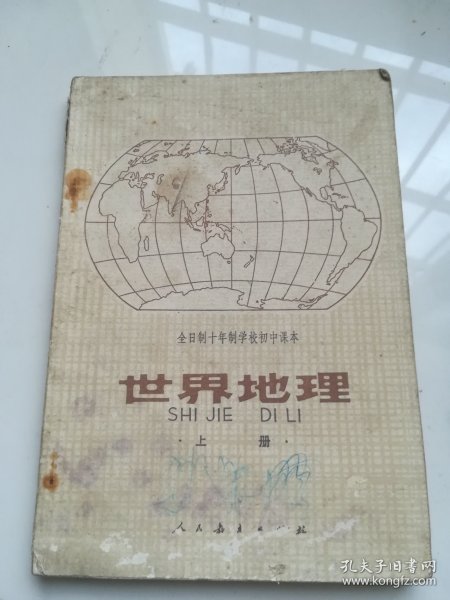 全日制十年制学校初中课本
世界地理
SHI JIE DI LI
·上 册·
人民教育出版社
孔夫子旧书网
www.kongfz.com